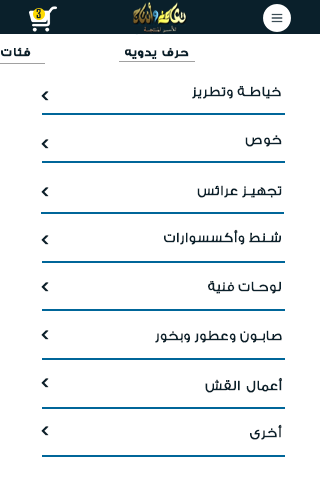 3
حرف يدويه
فئات
خياطة وتطريز
خوص
تجهيز عرائس
شنط وأكسسوارات
لوحات فنية
صابون وعطور وبخور
أعمال القش
أخرى